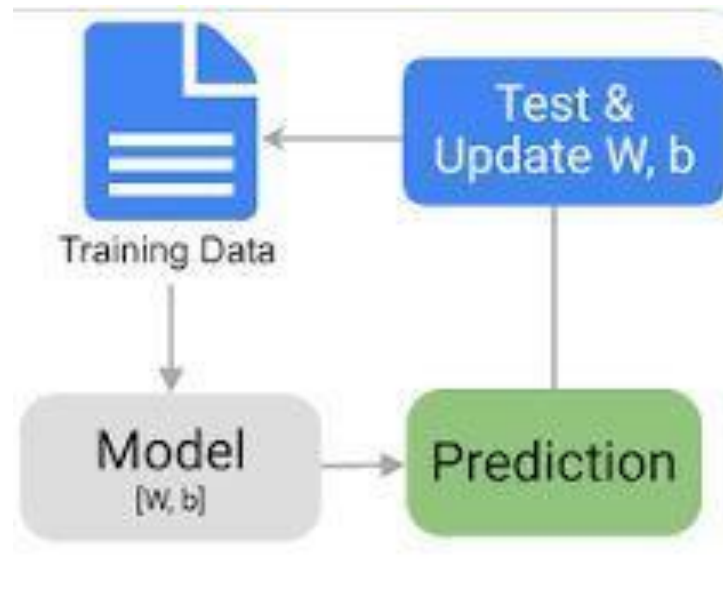 Test &
Update W, b
Training Data
Model
[W, b]
Prediction